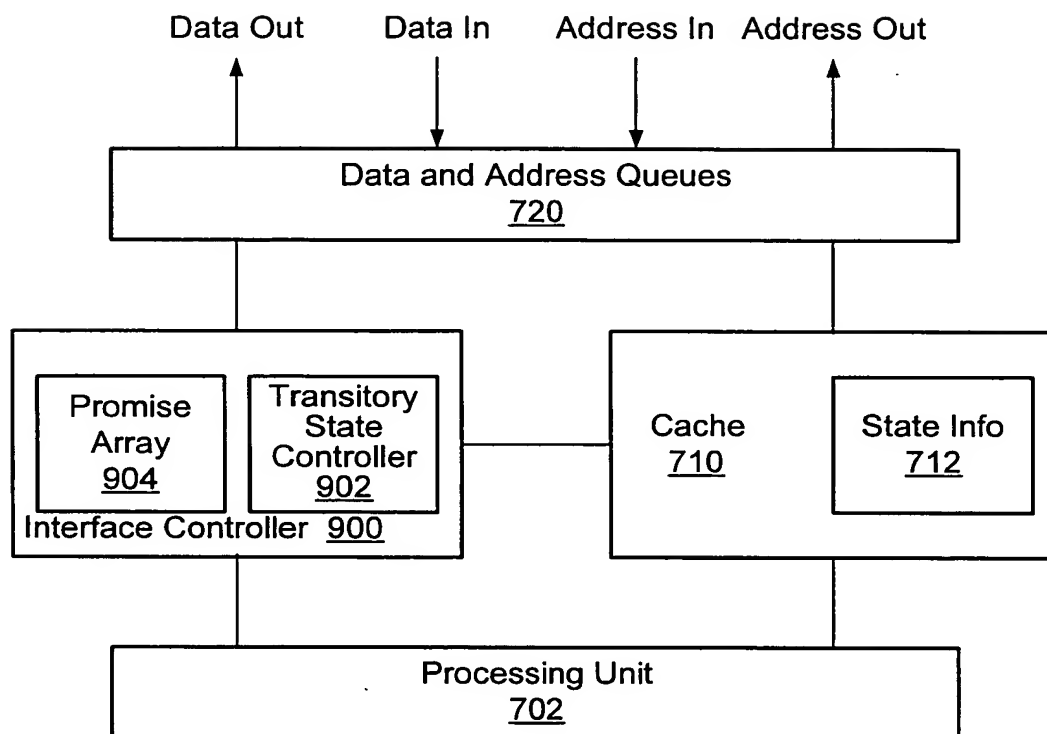 Data Out
Data In
Address In
Address Out
Data and Address Queues
720
Promise
Array
904
Transitory
State
Controller
902
Interface Controller 900
Cache
710
State Info
712
Processing Unit
702